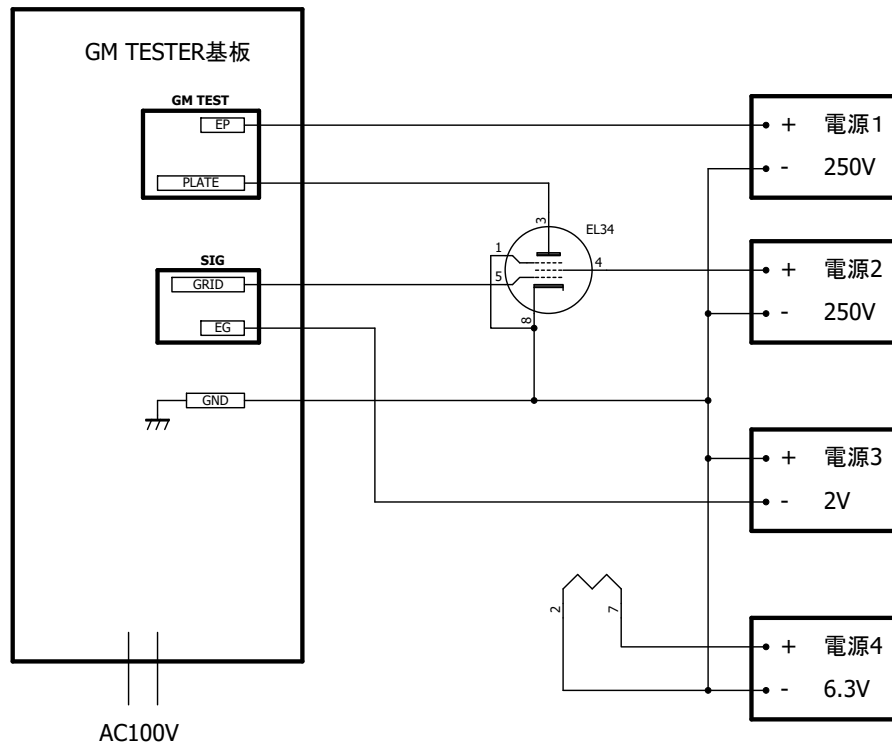 GM TESTER基板
GM TEST
EP
PLATE
SIG
GRID
EG
GND
AC100V
EL34
3
1
5
4
8
2
7
+ 電源1
- 250V
+ 電源2
- 250V
+ 電源3
- 2V
+ 電源4
- 6.3V